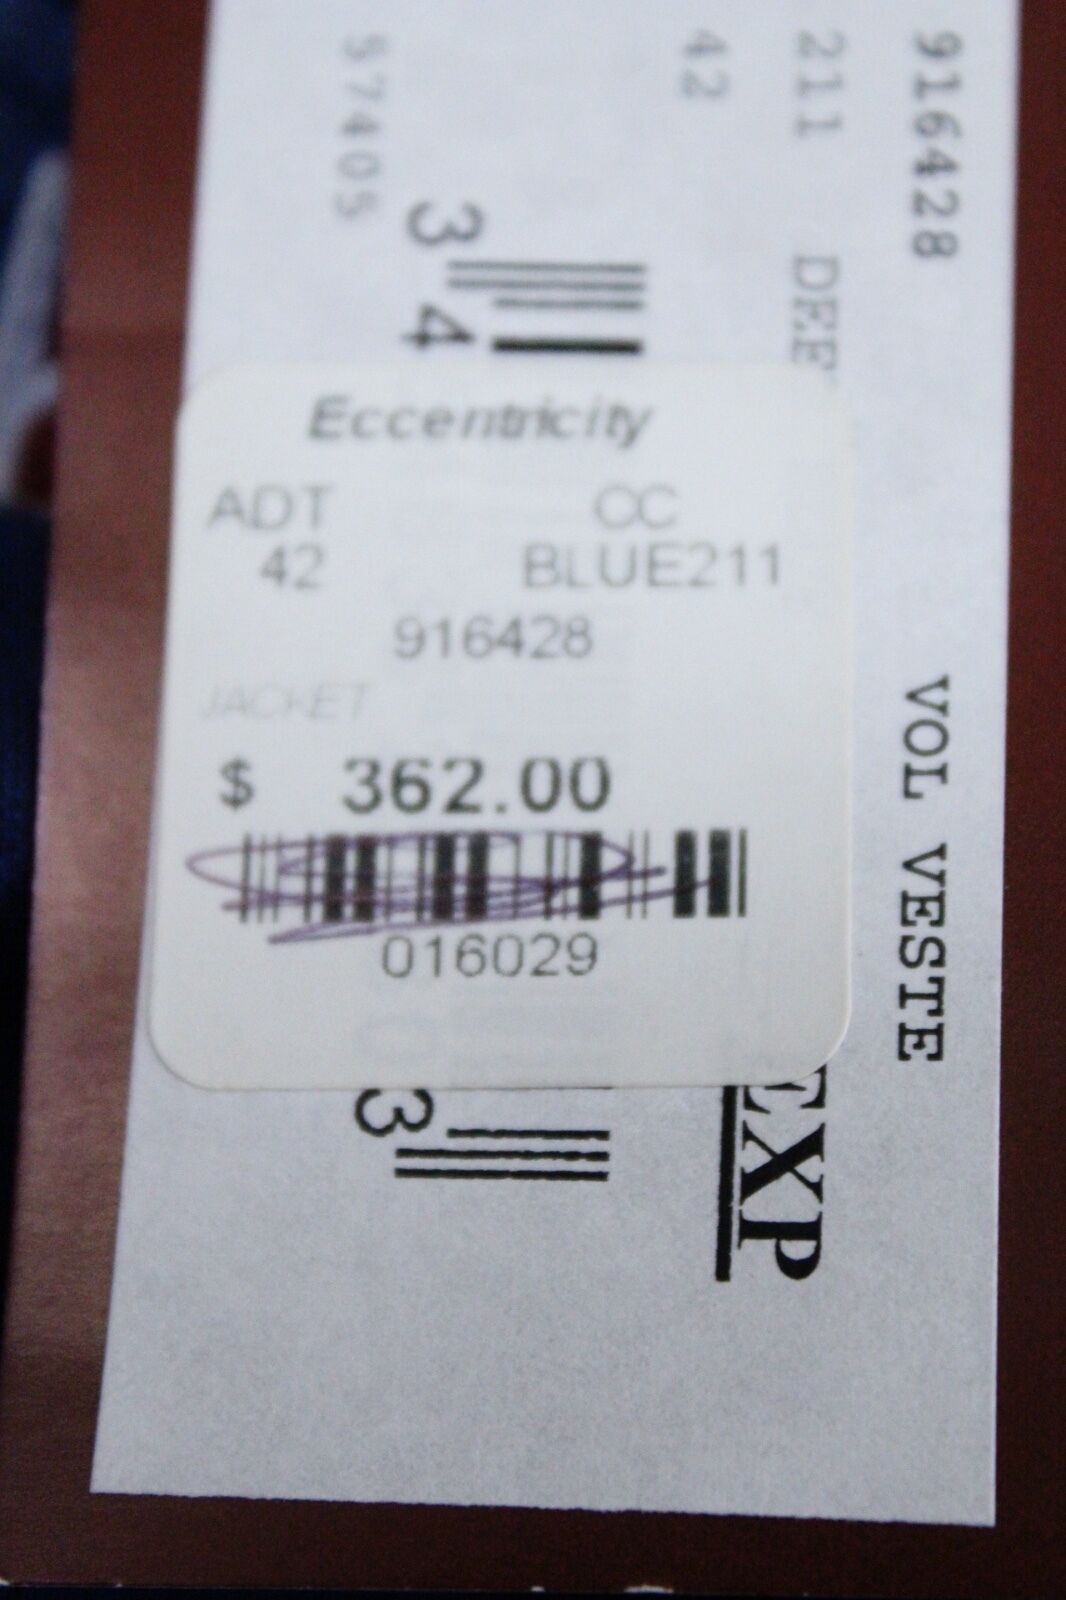 Eccentricity
ADT CC
42 BLUE211
916428
JACKET
$ 362.00
016029
916428 VOL VESTE
211
42
57405
3 4
3
EXP